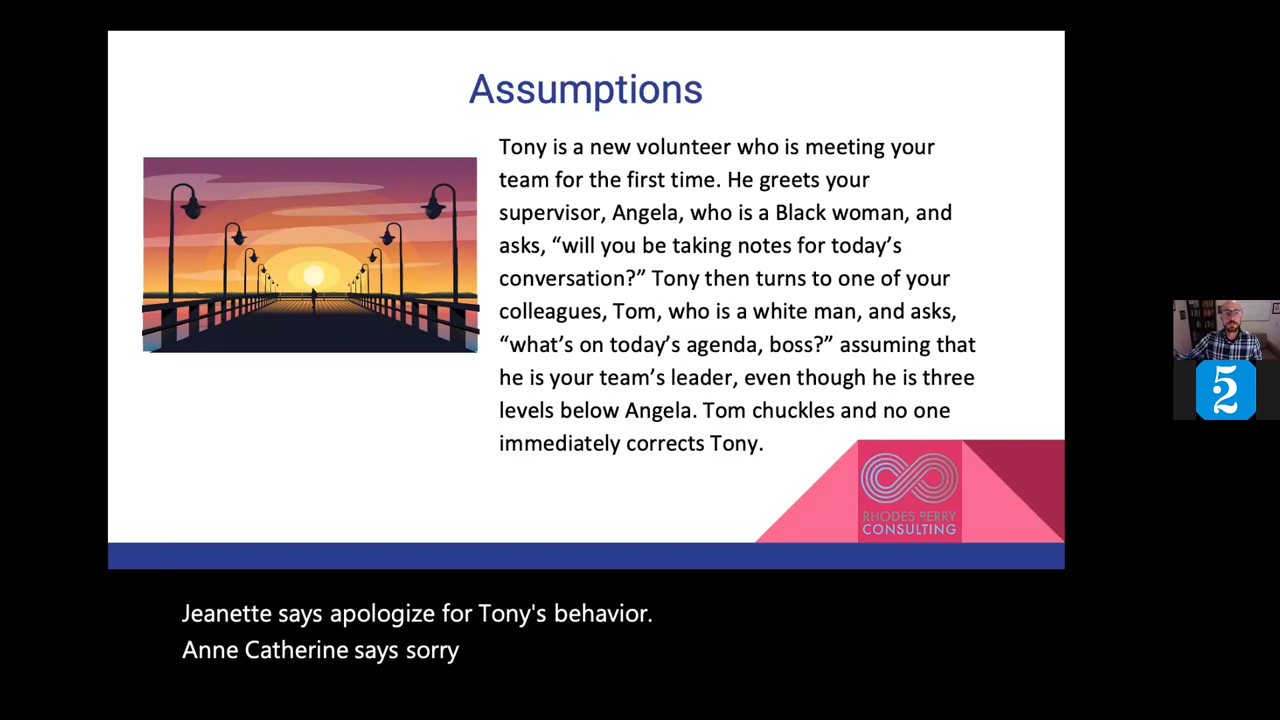 Assumptions
Tony is a new volunteer who is meeting your
team for the first time. He greets your
supervisor, Angela, who is a Black woman, and
asks, “will you be taking notes for today’s
conversation?” Tony then turns to one of your
colleagues, Tom, who is a white man, and asks,
“what’s on today’s agenda, boss?” assuming that
he is your team’s leader, even though he is three
levels below Angela. Tom chuckles and no one
immediately corrects Tony.
RHODES PERRY
CONSULTING
52
Jeanette says apologize for Tony's behavior.
Anne Catherine says sorry